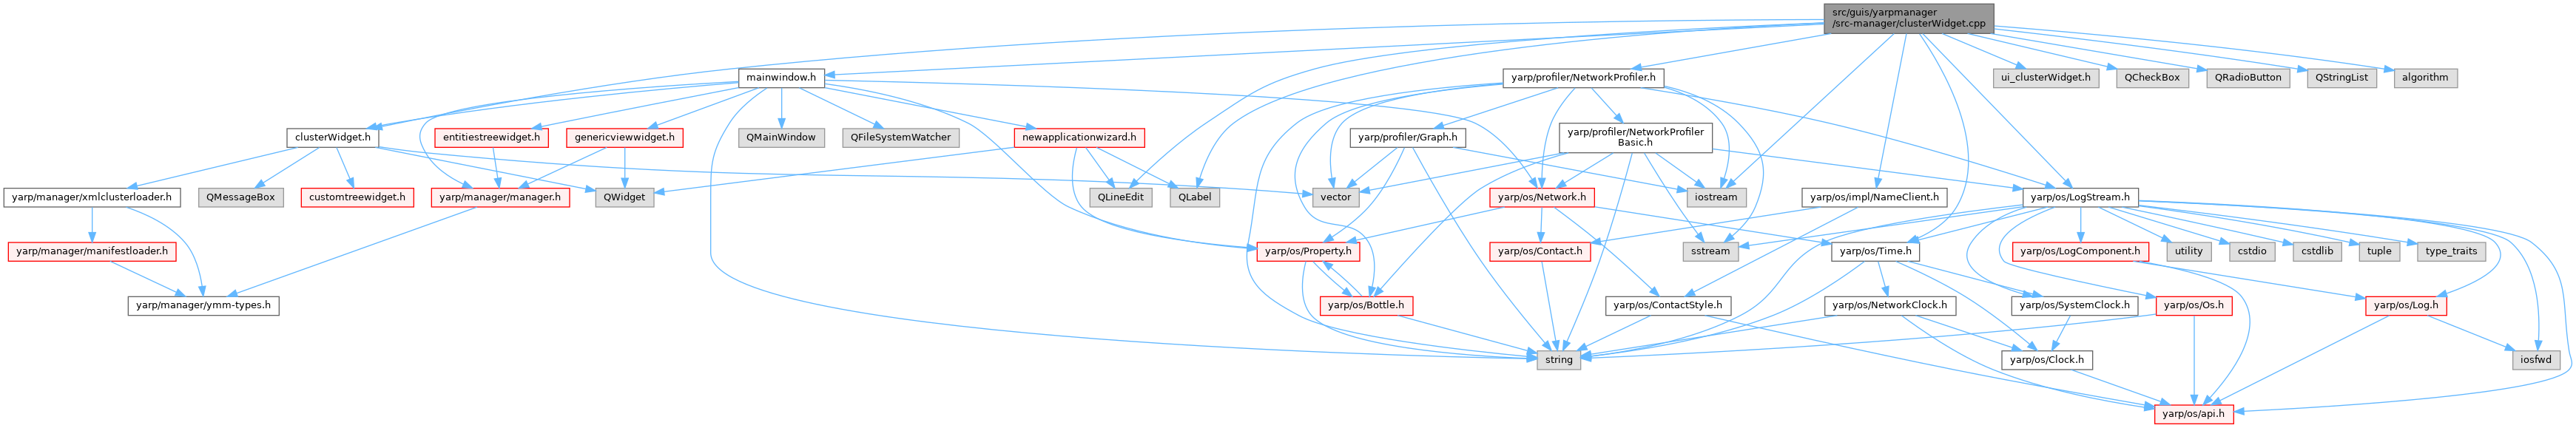 src/guis/yarpmanager
/src-manager/clusterWidget.cpp
mainwindow.h
yarp/profiler/NetworkProfiler.h
ui_clusterWidget.h
QCheckBox
QRadioButton
QStringList
algorithm
clusterWidget.h
entitiestreewidget.h
genericviewwidget.h
QMainWindow
QFileSystemWatcher
newapplicationwizard.h
yarp/profiler/Graph.h
yarp/profiler/NetworkProfiler
Basic.h
yarp/manager/xmlclusterloader.h
QMessageBox
customtreewidget.h
yarp/manager/manager.h
QWidget
QLineEdit
QLabel
vector
yarp/os/Network.h
iostream
yarp/os/impl/NameClient.h
yarp/os/LogStream.h
yarp/manager/manifestloader.h
yarp/os/Property.h
yarp/os/Contact.h
sstream
yarp/os/Time.h
yarp/os/LogComponent.h
utility
cstdio
cstdlib
tuple
type_traits
yarp/manager/ymm-types.h
yarp/os/Bottle.h
yarp/os/ContactStyle.h
yarp/os/NetworkClock.h
yarp/os/SystemClock.h
yarp/os/Os.h
yarp/os/Log.h
string
yarp/os/Clock.h
iosfwd
yarp/os/api.h